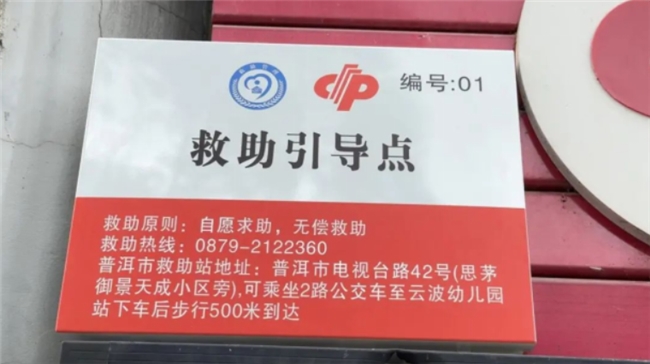 编号:01
救助引导点
救助原则：自愿求助，无偿救助
救助热线：0879-2122360
普洱市救助站地址：普洱市电视台路42号(思茅
御景天成小区旁),可乘坐2路公交车至云波幼儿园
站下车后步行500米到达